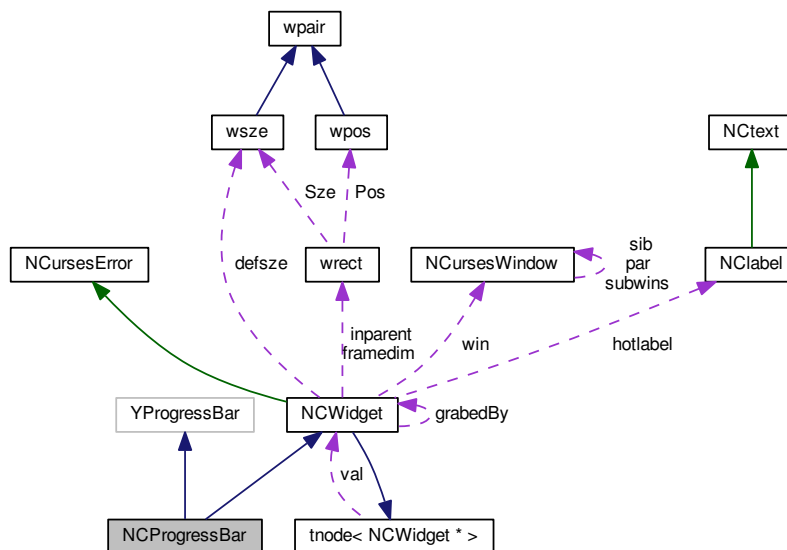 wpair
wsze
wpos
NCtext
Sze
Pos
NCursesError
defsze
wrect
NCursesWindow
sib
par
subwins
NClabel
inparent
framedim
win
hotlabel
YProgressBar
NCWidget
grabedBy
val
NCProgressBar
tnode< NCWidget * >